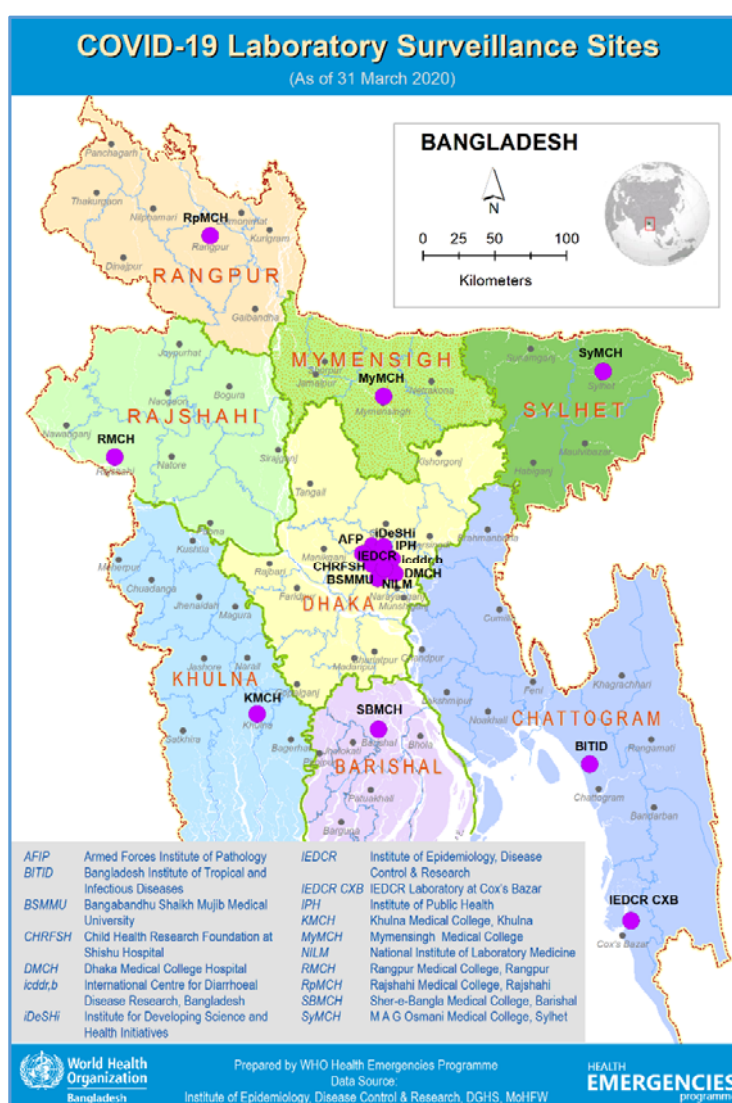 COVID-19 Laboratory Surveillance Sites
(As of 31 March 2020)
BANGLADESH
N
0 25 50 100
Kilometers
Panchagarh
Thakurgaon
Nilphamari
RpMCH
Rangpur
Kurigram
Dinajpur
RANGPUR
Gaibandha
Joypurhat
MYMENSIGH
Sherpur
Jamalpur
MyMCH
Netrakona
Mymensingh
Sunamganj
SyMCH
Sylhet
SYLHET
Maulvibazar
Habiganj
Naogaon
Bogura
RAJSHAHI
Nawabganj
RMCH
Rajshahi
Natore
Sirajganj
Pabna
Tangail
Kishorgonj
iDeSHi
AFIP
IPH
IEDCR
icddr,b
CHRFSH
DMCH
BSMMU
NILM
Manikganj
Narayanganj
Munshiganj
Brahmanbaria
Rajbari
Faridpur
DHAKA
Kushtia
Meherpur
Chuadanga
Jhenaidah
Magura
Cumilla
Shariatpur
Madaripur
Chandpur
Jashore
Narail
Gopalganj
KHULNA
KMCH
Khulna
Satkhira
Bagerhat
Lakshmipur
Noakhali
Feni
Khagrachhari
CHATTOGRAM
SBMCH
Barishal
Jhalokati
Pirojpur
Bhola
BARISHAL
Patuakhali
Barguna
BITID
Rangamati
Chattogram
Bandarban
IEDCR CXB
Cox's Bazar
AFIP Armed Forces Institute of Pathology
BITID Bangladesh Institute of Tropical and
Infectious Diseases
BSMMU Bangabandhu Shaikh Mujib Medical
University
CHRFSH Child Health Research Foundation at
Shishu Hospital
DMCH Dhaka Medical College Hospital
icddr,b International Centre for Diarrhoeal
Disease Research, Bangladesh
iDeSHi Institute for Developing Science and
Health Initiatives
IEDCR Institute of Epidemiology, Disease
Control & Research
IEDCR CXB IEDCR Laboratory at Cox's Bazar
IPH Institute of Public Health
KMCH Khulna Medical College, Khulna
MyMCH Mymensingh Medical College
NILM National Institute of Laboratory Medicine
RMCH Rangpur Medical College, Rangpur
RpMCH Rajshahi Medical College, Rajshahi
SBMCH Sher-e-Bangla Medical College, Barishal
SyMCH M A G Osmani Medical College, Sylhet
World Health
Organization
Bangladesh
Prepared by WHO Health Emergencies Programme
Data Source:
Institute of Epidemiology, Disease Control & Research, DGHS, MoHFW
HEALTH
EMERGENCIES
programme